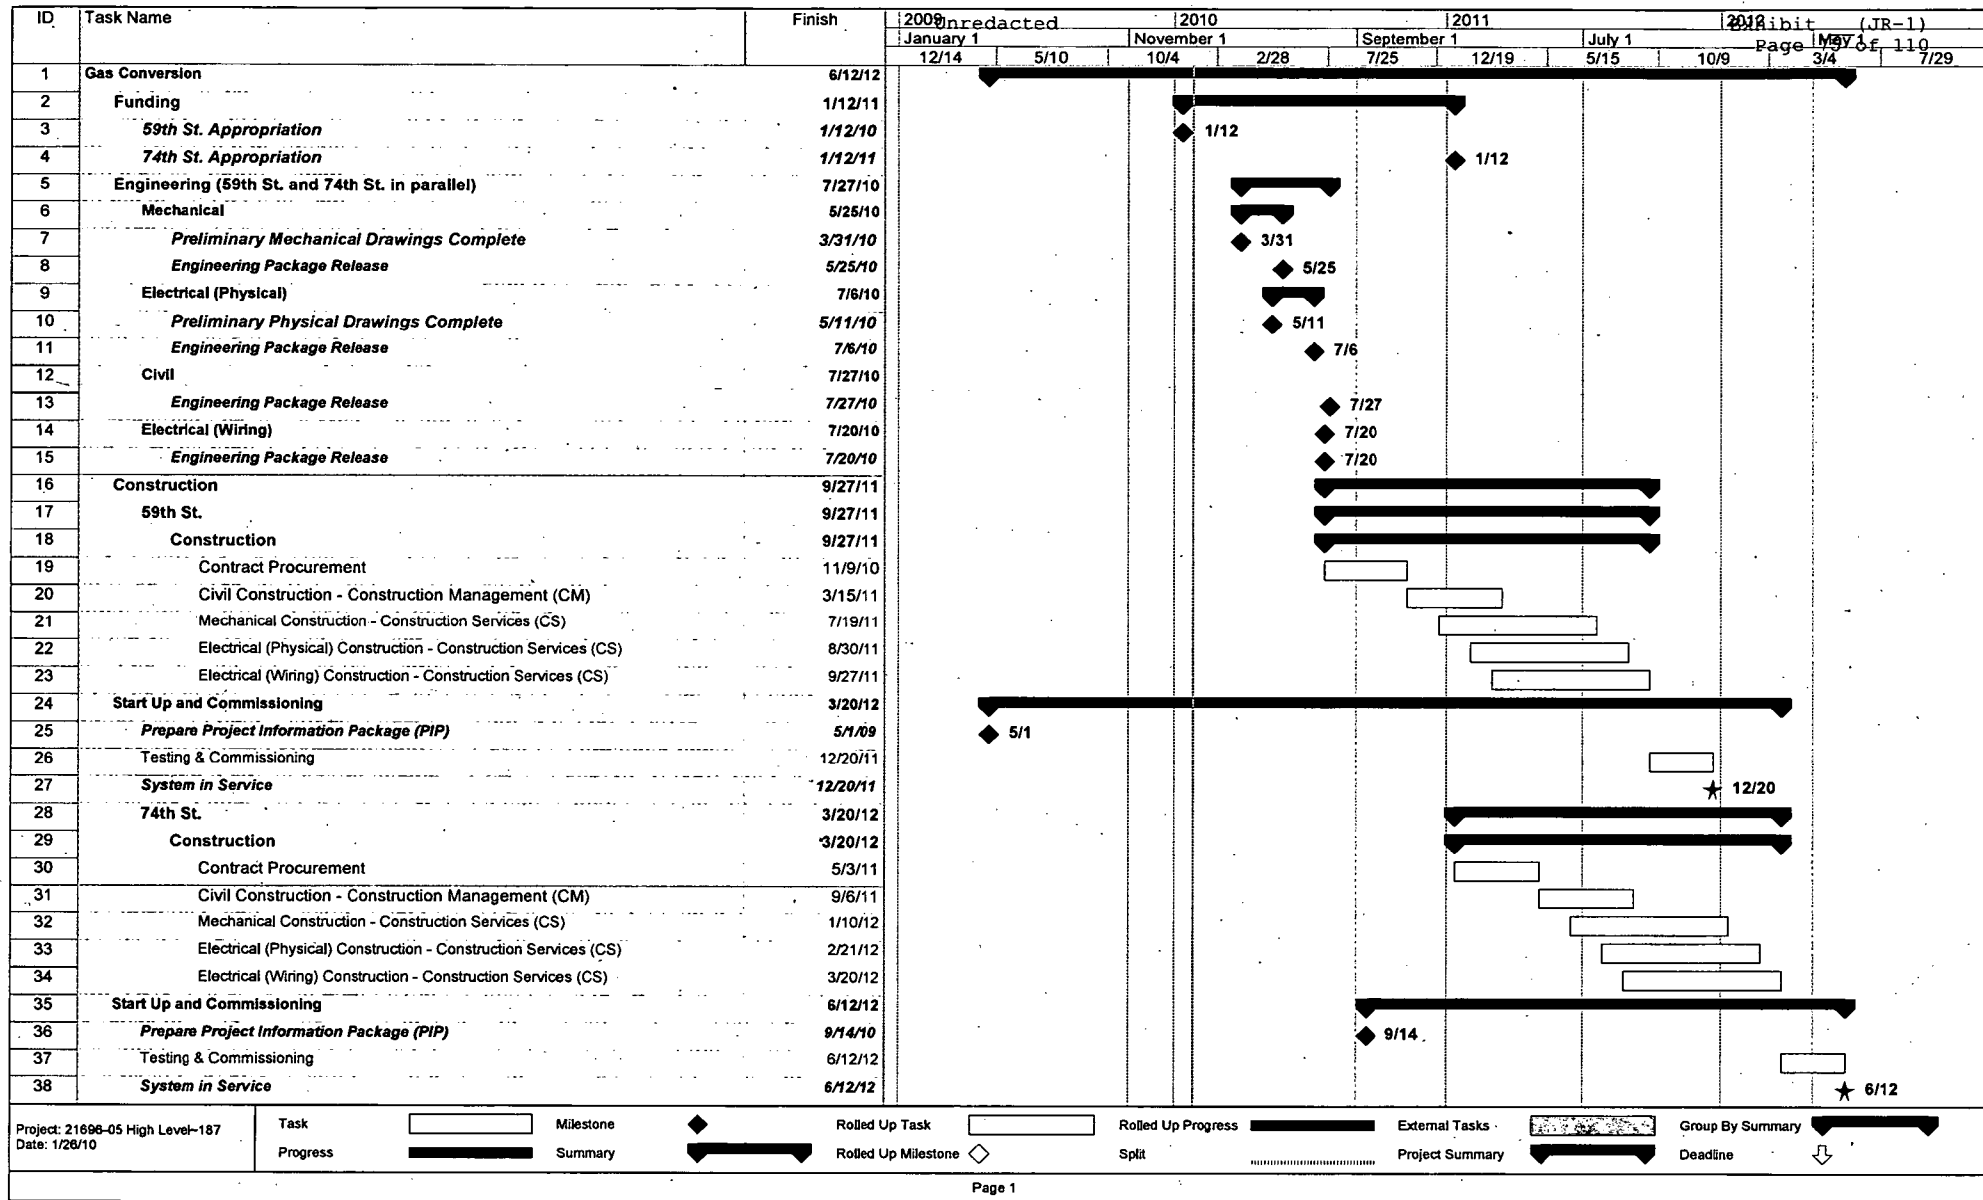 ID Task Name Finish 2009 Unredacted 2010 2011 2012 Exhibit (JR-1)
January 1 November 1 September 1 July 1 May 1 Page of 110
12/14 5/10 10/4 2/28 7/25 12/19 5/15 10/9 3/4 7/29
1 Gas Conversion 6/12/12
2 Funding 1/12/11
3 59th St. Appropriation 1/12/10 1/12
4 74th St. Appropriation 1/12/11 1/12
5 Engineering (59th St. and 74th St. in parallel) 7/27/10
6 Mechanical 5/25/10
7 Preliminary Mechanical Drawings Complete 3/31/10 3/31
8 Engineering Package Release 5/25/10 5/25
9 Electrical (Physical) 7/6/10
10 Preliminary Physical Drawings Complete 5/11/10 5/11
11 Engineering Package Release 7/6/10 7/6
12 Civil 7/27/10
13 Engineering Package Release 7/27/10 7/27
14 Electrical (Wiring) 7/20/10 7/20
15 Engineering Package Release 7/20/10 7/20
16 Construction 9/27/11
17 59th St. 9/27/11
18 Construction 9/27/11
19 Contract Procurement 11/9/10
20 Civil Construction - Construction Management (CM) 3/15/11
21 Mechanical Construction - Construction Services (CS) 7/19/11
22 Electrical (Physical) Construction - Construction Services (CS) 8/30/11
23 Electrical (Wiring) Construction - Construction Services (CS) 9/27/11
24 Start Up and Commissioning 3/20/12
25 Prepare Project Information Package (PIP) 5/1/09 5/1
26 Testing & Commissioning 12/20/11
27 System in Service 12/20/11 12/20
28 74th St. 3/20/12
29 Construction 3/20/12
30 Contract Procurement 5/3/11
31 Civil Construction - Construction Management (CM) 9/6/11
32 Mechanical Construction - Construction Services (CS) 1/10/12
33 Electrical (Physical) Construction - Construction Services (CS) 2/21/12
34 Electrical (Wiring) Construction - Construction Services (CS) 3/20/12
35 Start Up and Commissioning 6/12/12
36 Prepare Project Information Package (PIP) 9/14/10 9/14
37 Testing & Commissioning 6/12/12
38 System in Service 6/12/12 6/12
Project: 21696-05 High Level~187 Task Milestone Rolled Up Task Rolled Up Progress External Tasks Group By Summary
Date: 1/26/10 Progress Summary Rolled Up Milestone Split Project Summary Deadline
Page 1